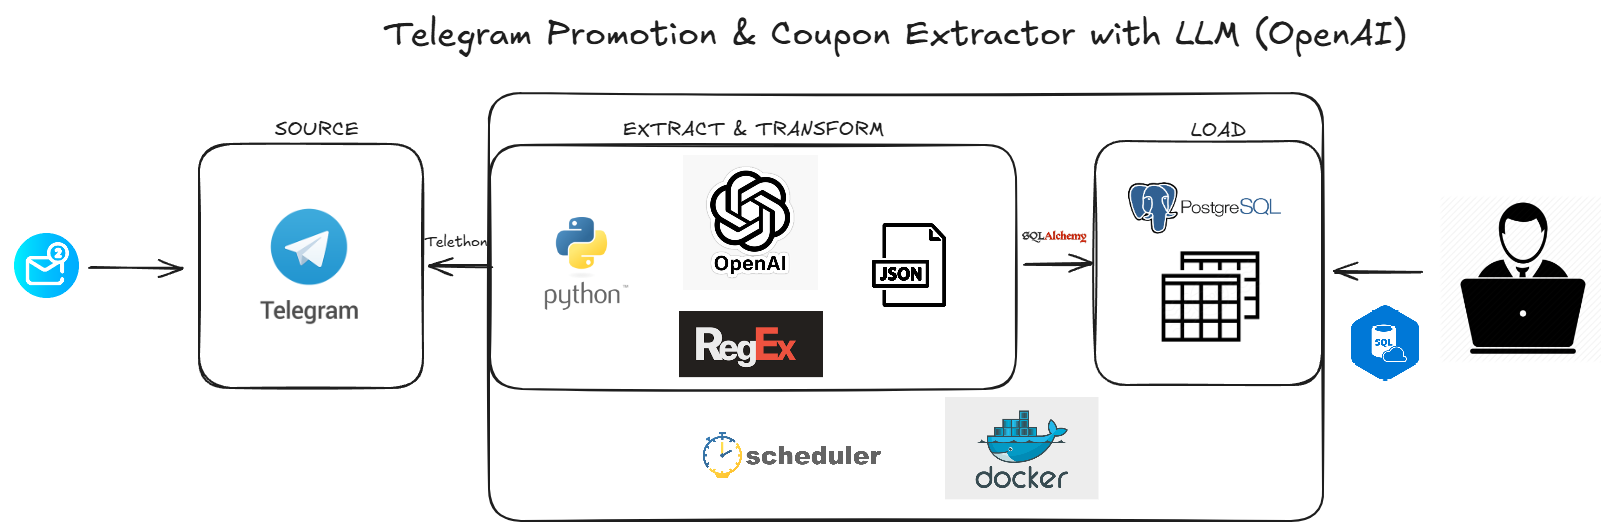 Telegram Promotion & Coupon Extractor with LLM (OpenAI)
SOURCE
EXTRACT & TRANSFORM
LOAD
2
Telegram
Telethon
python™
OpenAI
RegEx
JSON
SQLAlchemy
PostgreSQL
SQL
scheduler
docker